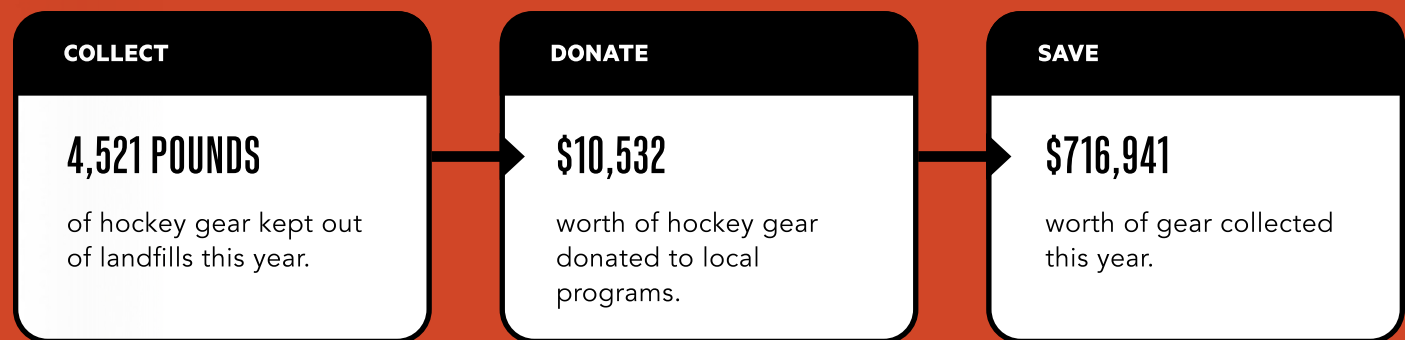 COLLECT
4,521 POUNDS
of hockey gear kept out
of landfills this year.
DONATE
$10,532
worth of hockey gear
donated to local
programs.
SAVE
$716,941
worth of gear collected
this year.